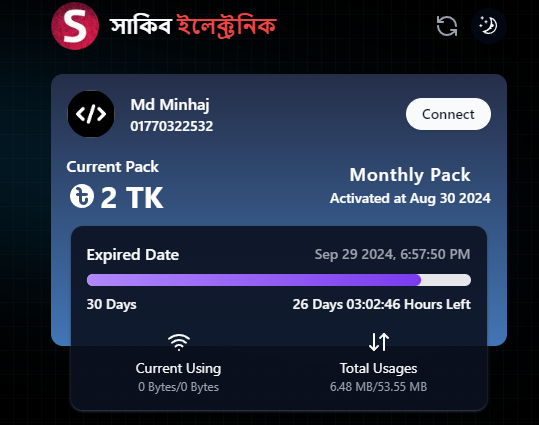 S সাকিব ইলেক্ট্রনিক
</> Md Minhaj
01770322532
Connect
Current Pack
৳ 2 TK
Monthly Pack
Activated at Aug 30 2024
Expired Date
Sep 29 2024, 6:57:50 PM
30 Days
26 Days 03:02:46 Hours Left
Current Using
0 Bytes/0 Bytes
Total Usages
6.48 MB/53.55 MB